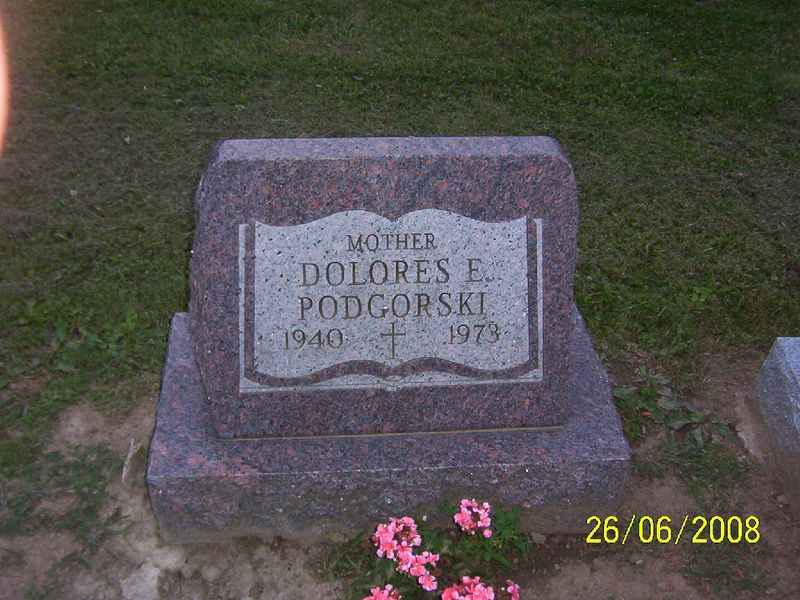 MOTHER
DOLORES E.
PODGORSKI
1940 1973
26/06/2008